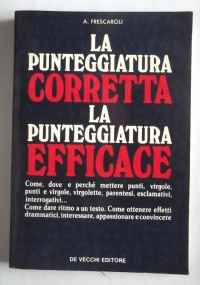 A. FRESCAROLI
LA
PUNTEGGIATURA
CORRETTA
LA
PUNTEGGIATURA
EFFICACE
Come, dove e perché mettere punti, virgole,
punti e virgole, virgolette, parentesi, esclamativi,
interrogativi...
Come dare ritmo a un testo. Come ottenere effetti
drammatici, interessare, appassionare e convincere
DE VECCHI EDITORE